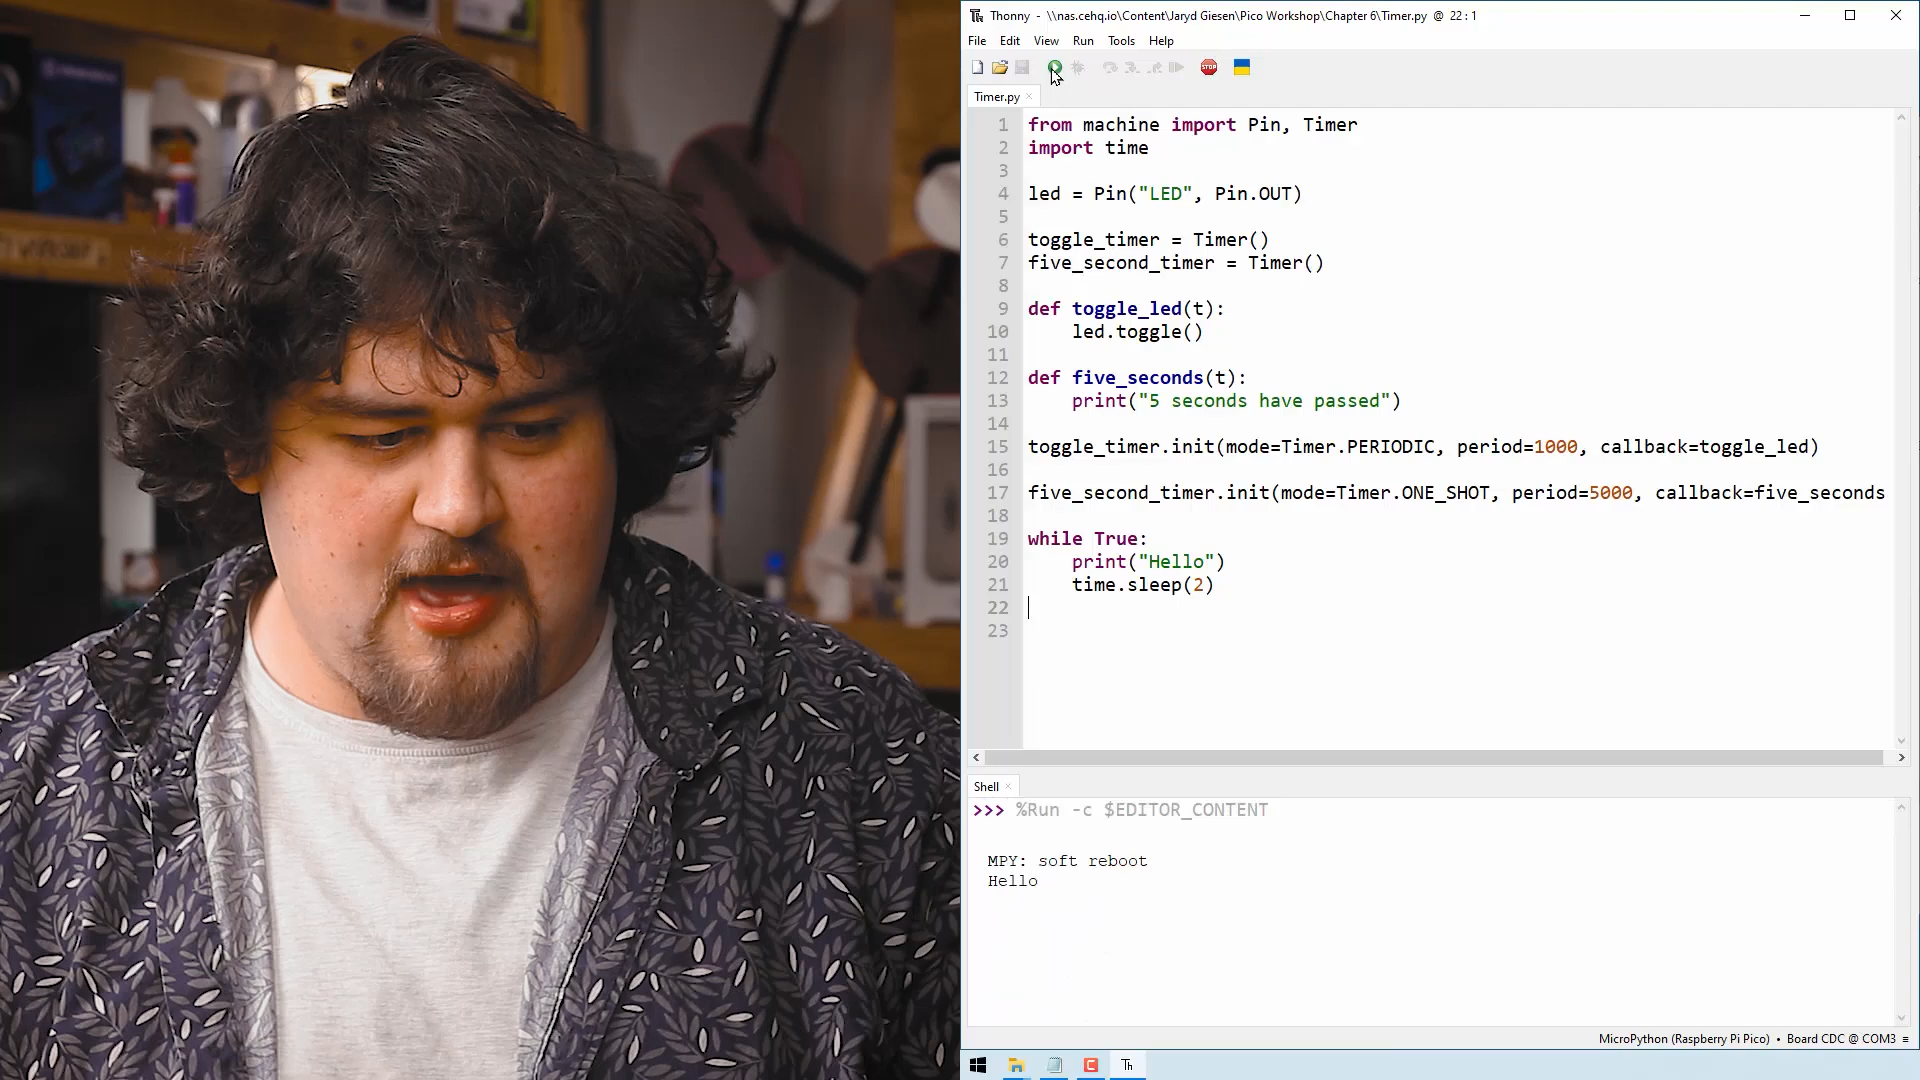 Thonny - \\nas.cehq.io\Content\Jaryd Giesen\Pico Workshop\Chapter 6\Timer.py @ 22 : 1
File Edit View Run Tools Help
STOP
Timer.py
1 from machine import Pin, Timer
2 import time
3
4 led = Pin("LED", Pin.OUT)
5
6 toggle_timer = Timer()
7 five_second_timer = Timer()
8
9 def toggle_led(t):
10 led.toggle()
11
12 def five_seconds(t):
13 print("5 seconds have passed")
14
15 toggle_timer.init(mode=Timer.PERIODIC, period=1000, callback=toggle_led)
16
17 five_second_timer.init(mode=Timer.ONE_SHOT, period=5000, callback=five_seconds
18
19 while True:
20 print("Hello")
21 time.sleep(2)
22
23
Shell
>>> %Run -c $EDITOR_CONTENT
MPY: soft reboot
Hello
MicroPython (Raspberry Pi Pico) • Board CDC @ COM3 ≡
Th